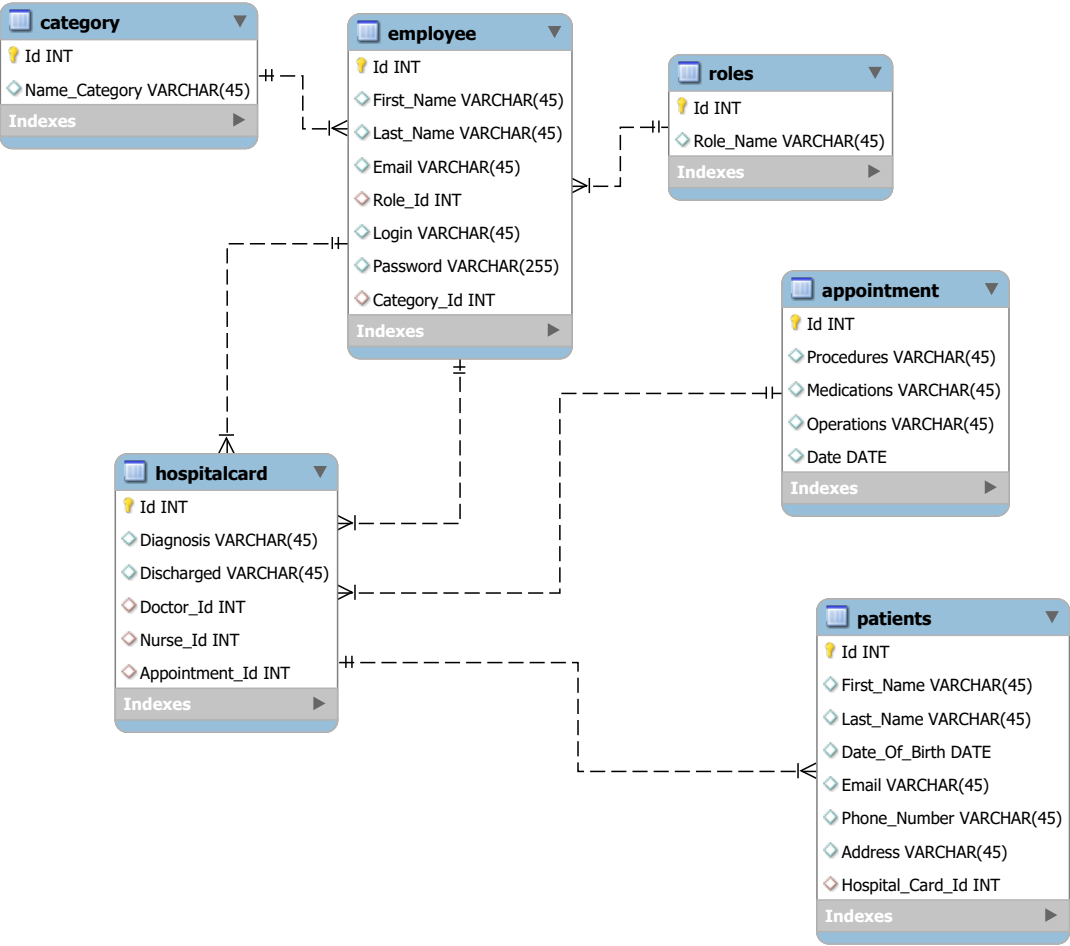 category
Id INT
Name_Category VARCHAR(45)
Indexes
employee
Id INT
First_Name VARCHAR(45)
Last_Name VARCHAR(45)
Email VARCHAR(45)
Role_Id INT
Login VARCHAR(45)
Password VARCHAR(255)
Category_Id INT
Indexes
roles
Id INT
Role_Name VARCHAR(45)
Indexes
appointment
Id INT
Procedures VARCHAR(45)
Medications VARCHAR(45)
Operations VARCHAR(45)
Date DATE
Indexes
hospitalcard
Id INT
Diagnosis VARCHAR(45)
Discharged VARCHAR(45)
Doctor_Id INT
Nurse_Id INT
Appointment_Id INT
Indexes
patients
Id INT
First_Name VARCHAR(45)
Last_Name VARCHAR(45)
Date_Of_Birth DATE
Email VARCHAR(45)
Phone_Number VARCHAR(45)
Address VARCHAR(45)
Hospital_Card_Id INT
Indexes